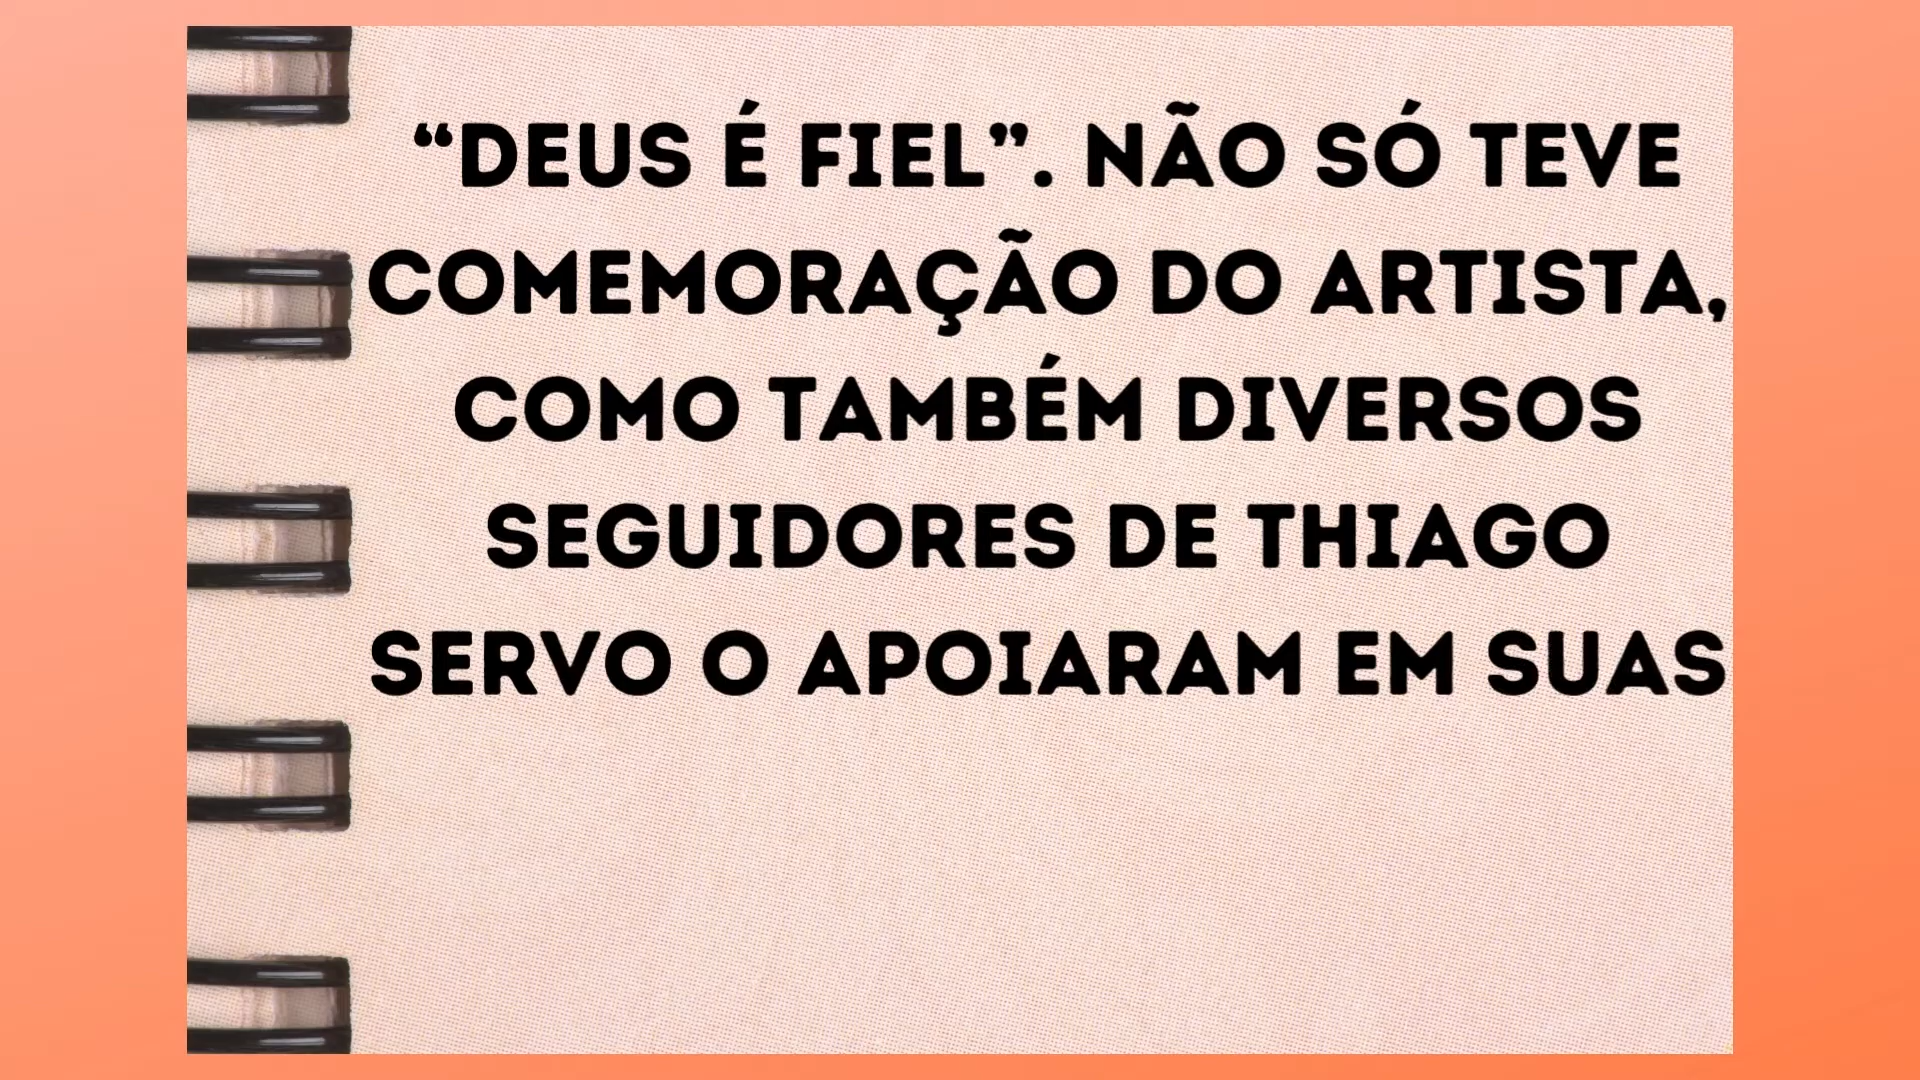 “DEUS É FIEL”. NÃO SÓ TEVE
COMEMORAÇÃO DO ARTISTA,
COMO TAMBÉM DIVERSOS
SEGUIDORES DE THIAGO
SERVO O APOIARAM EM SUAS